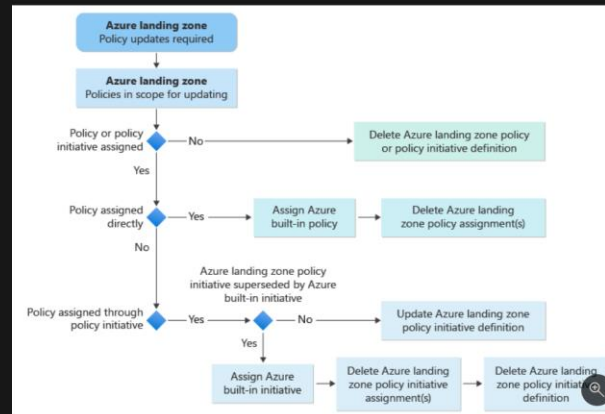 Azure landing zone
Policy updates required
Azure landing zone
Policies in scope for updating
Policy or policy
initiative assigned
No
Delete Azure landing zone policy
or policy initiative definition
Yes
Policy assigned
directly
Yes
Assign Azure
built-in policy
Delete Azure landing
zone policy assignment(s)
No
Azure landing zone policy
initiative superseded by Azure
built-in initiative
Policy assigned through
policy initiative
Yes
No
Update Azure landing zone
policy initiative definition
Yes
Assign Azure
built-in initiative
Delete Azure landing
zone policy initiative
assignment(s)
Delete Azure landing
zone policy initiative
definition